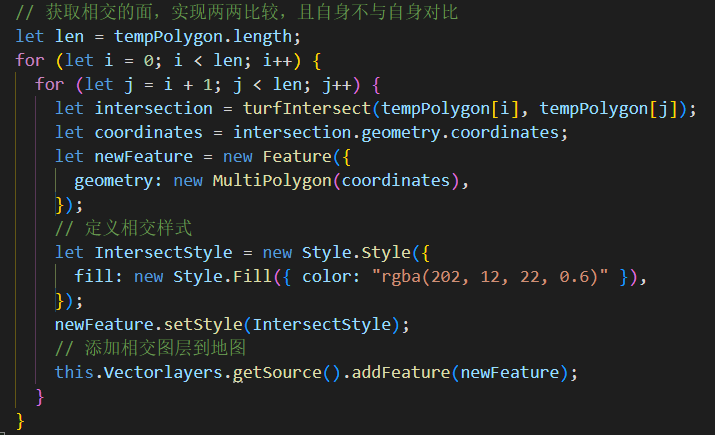 // 获取相交的面，实现两两比较，且自身不与自身对比
let len = tempPolygon.length;
for (let i = 0; i < len; i++) {
  for (let j = i + 1; j < len; j++) {
    let intersection = turfIntersect(tempPolygon[i], tempPolygon[j]);
    let coordinates = intersection.geometry.coordinates;
    let newFeature = new Feature({
      geometry: new MultiPolygon(coordinates),
    });
    // 定义相交样式
    let IntersectStyle = new Style.Style({
      fill: new Style.Fill({ color: "rgba(202, 12, 22, 0.6)" }),
    });
    newFeature.setStyle(IntersectStyle);
    // 添加相交图层到地图
    this.Vectorlayers.getSource().addFeature(newFeature);
  }
}